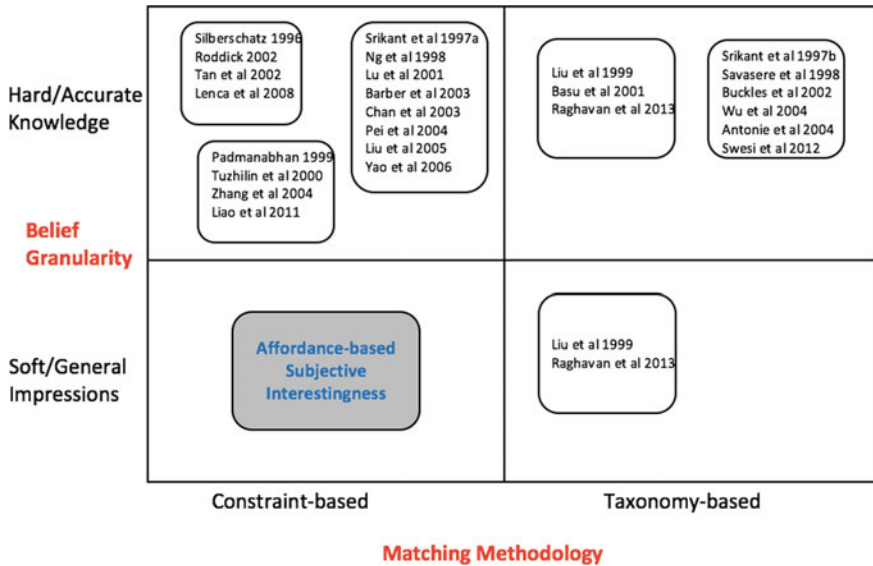 Hard/Accurate
Knowledge
Silberschatz 1996
Roddick 2002
Tan et al 2002
Lenca et al 2008
Padmanabhan 1999
Tuzhilin et al 2000
Zhang et al 2004
Liao et al 2011
Srikant et al 1997a
Ng et al 1998
Lu et al 2001
Barber et al 2003
Chan et al 2003
Pei et al 2004
Liu et al 2005
Yao et al 2006
Liu et al 1999
Basu et al 2001
Raghavan et al 2013
Srikant et al 1997b
Savasere et al 1998
Buckles et al 2002
Wu et al 2004
Antonie et al 2004
Swesi et al 2012
Belief
Granularity
Soft/General
Impressions
Affordance-based
Subjective
Interestingness
Liu et al 1999
Raghavan et al 2013
Constraint-based
Taxonomy-based
Matching Methodology